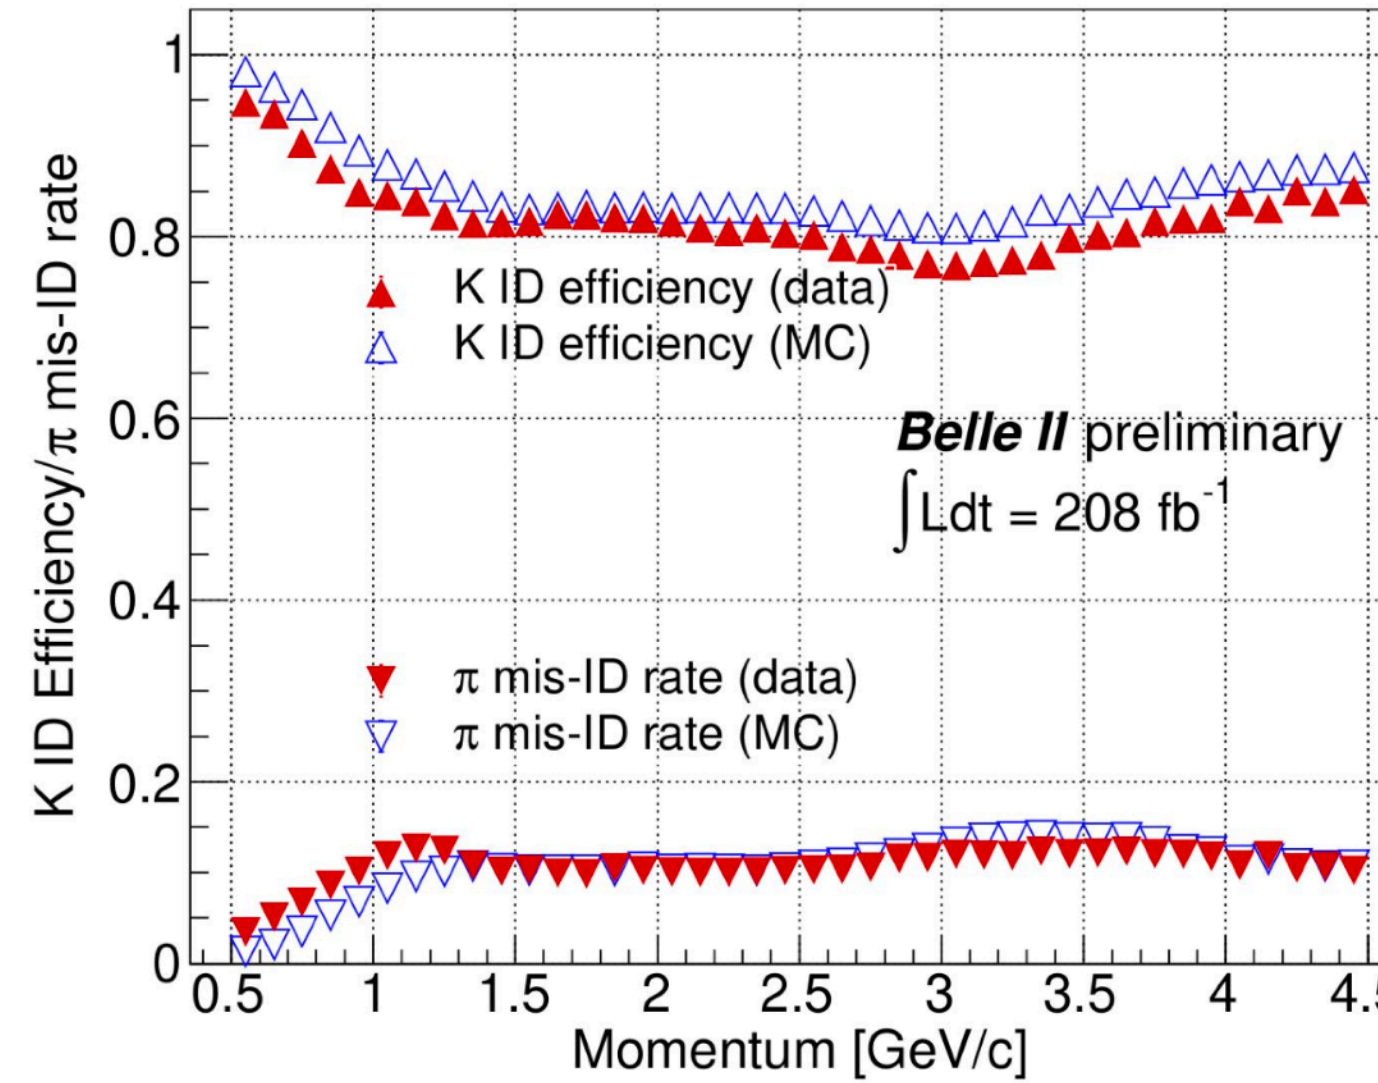 K ID Efficiency/π mis-ID rate
1
0.8
K ID efficiency (data)
K ID efficiency (MC)
0.6
Belle II preliminary
∫Ldt = 208 fb⁻¹
0.4
π mis-ID rate (data)
π mis-ID rate (MC)
0.2
0
0.5 1 1.5 2 2.5 3 3.5 4 4.5
Momentum [GeV/c]